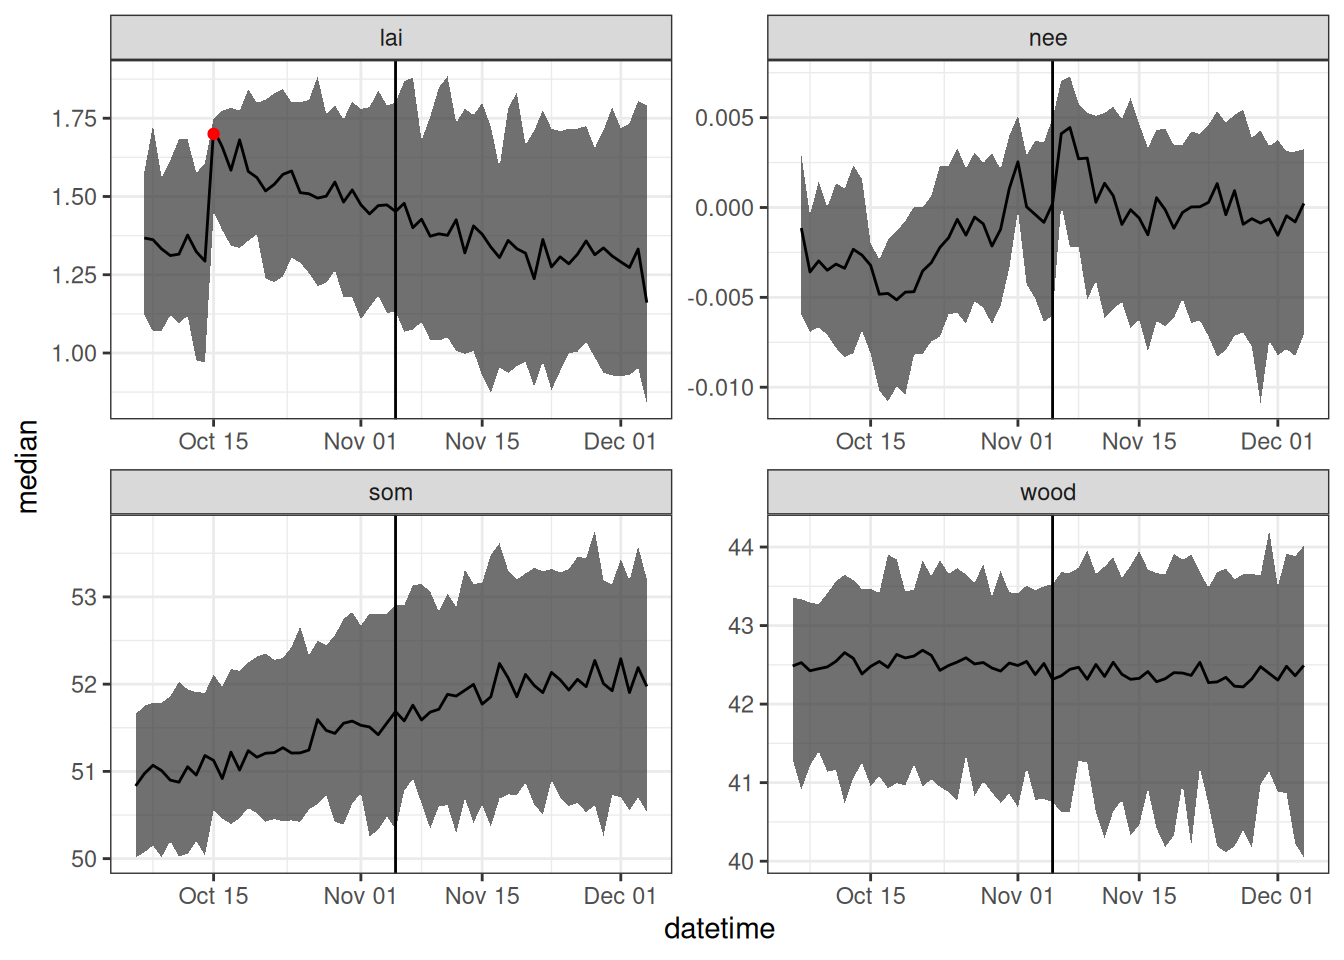 lai
nee
1.75
1.50
1.25
1.00
0.005
0.000
-0.005
-0.010
Oct 15 Nov 01 Nov 15 Dec 01
Oct 15 Nov 01 Nov 15 Dec 01
median
som
wood
53
52
51
50
44
43
42
41
40
Oct 15 Nov 01 Nov 15 Dec 01
Oct 15 Nov 01 Nov 15 Dec 01
datetime